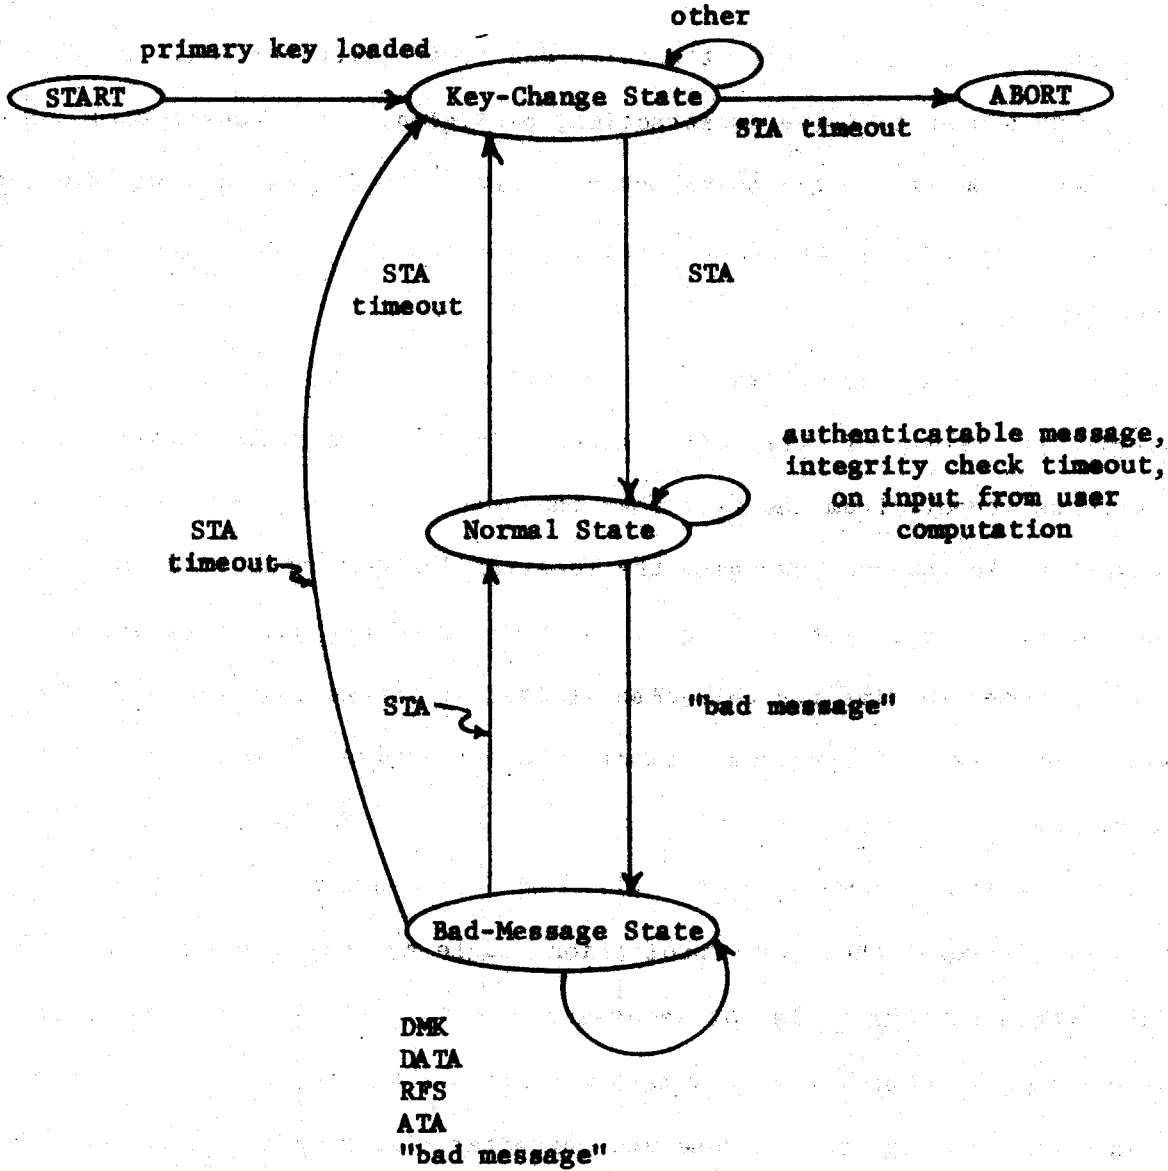 other
primary key loaded
START
Key-Change State
ABORT
STA timeout
STA
timeout
STA
authenticatable message,
integrity check timeout,
on input from user
computation
Normal State
STA
timeout
STA
"bad message"
Bad-Message State
DMK
DATA
RFS
ATA
"bad message"